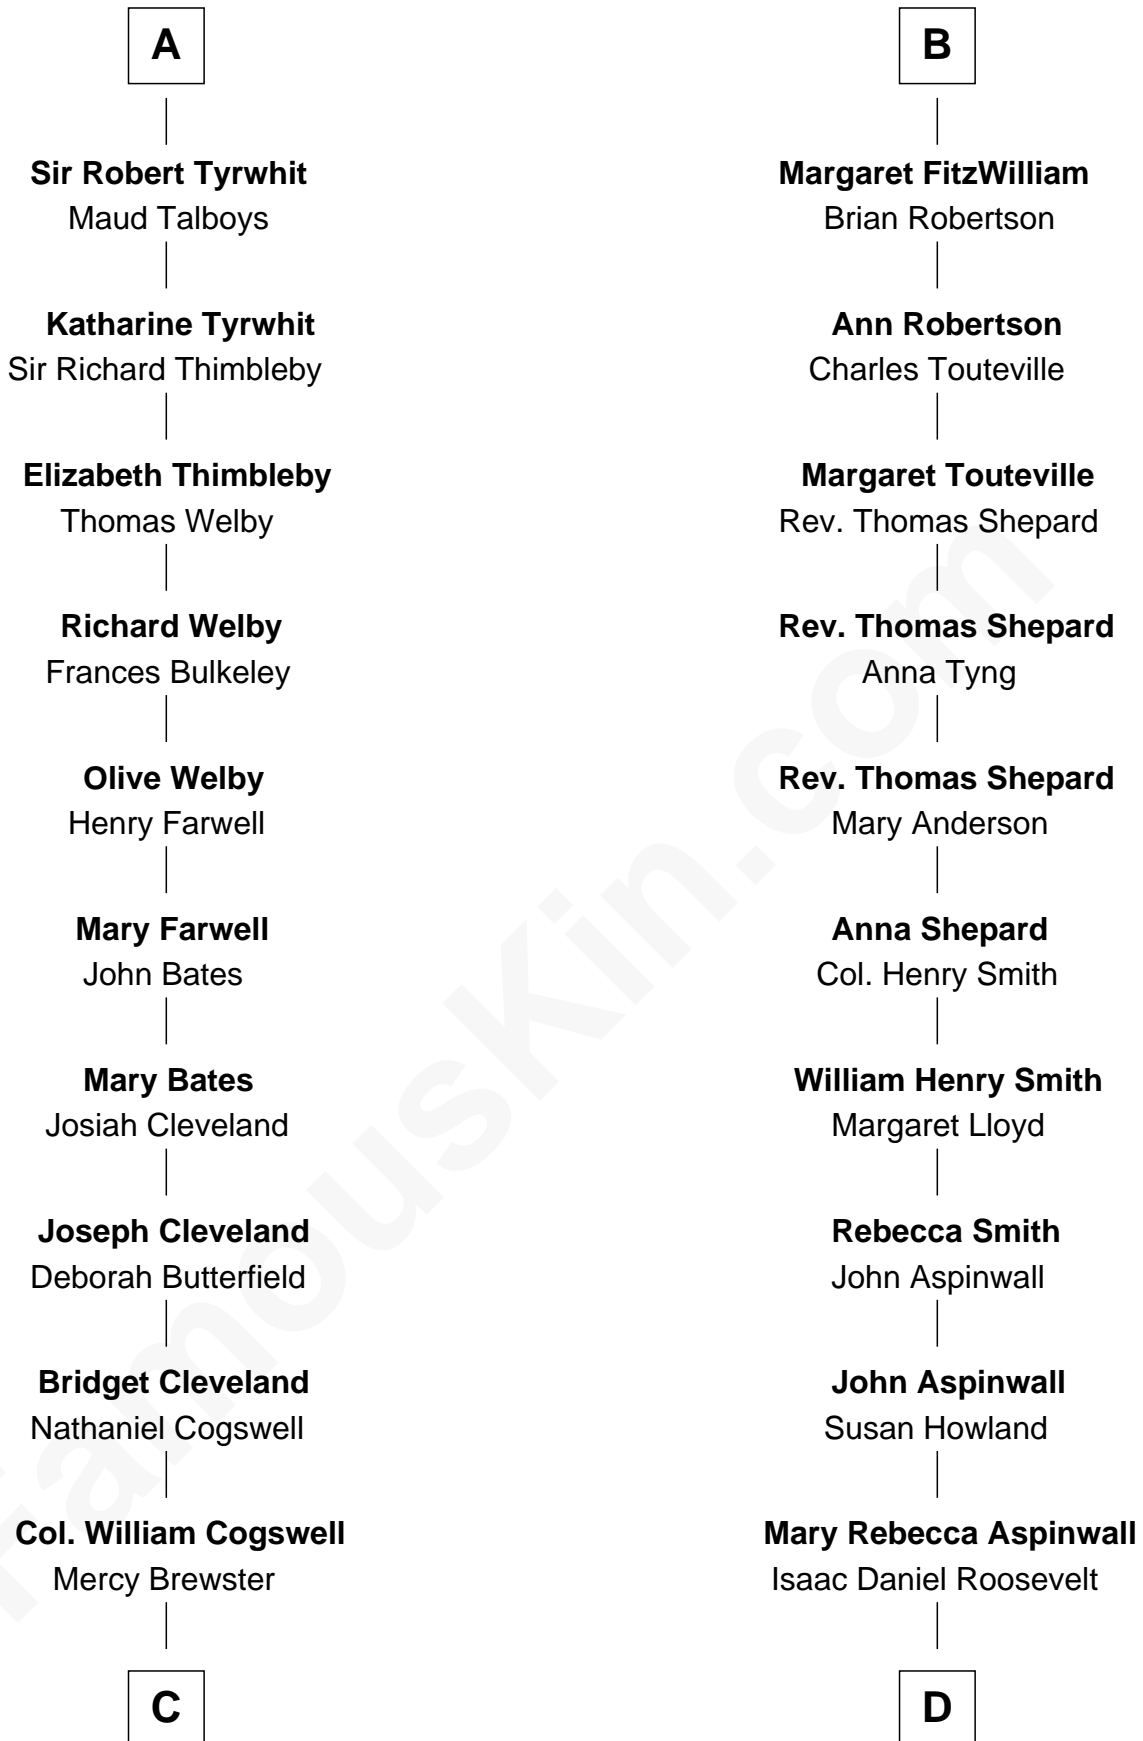 A
Sir Robert Tyrwhit
Maud Talboys
Katharine Tyrwhit
Sir Richard Thimbleby
Elizabeth Thimbleby
Thomas Welby
Richard Welby
Frances Bulkeley
Olive Welby
Henry Farwell
Mary Farwell
John Bates
Mary Bates
Josiah Cleveland
Joseph Cleveland
Deborah Butterfield
Bridget Cleveland
Nathaniel Cogswell
Col. William Cogswell
Mercy Brewster
C
B
Margaret FitzWilliam
Brian Robertson
Ann Robertson
Charles Touteville
Margaret Touteville
Rev. Thomas Shepard
Rev. Thomas Shepard
Anna Tyng
Rev. Thomas Shepard
Mary Anderson
Anna Shepard
Col. Henry Smith
William Henry Smith
Margaret Lloyd
Rebecca Smith
John Aspinwall
John Aspinwall
Susan Howland
Mary Rebecca Aspinwall
Isaac Daniel Roosevelt
D
FamousKin.com